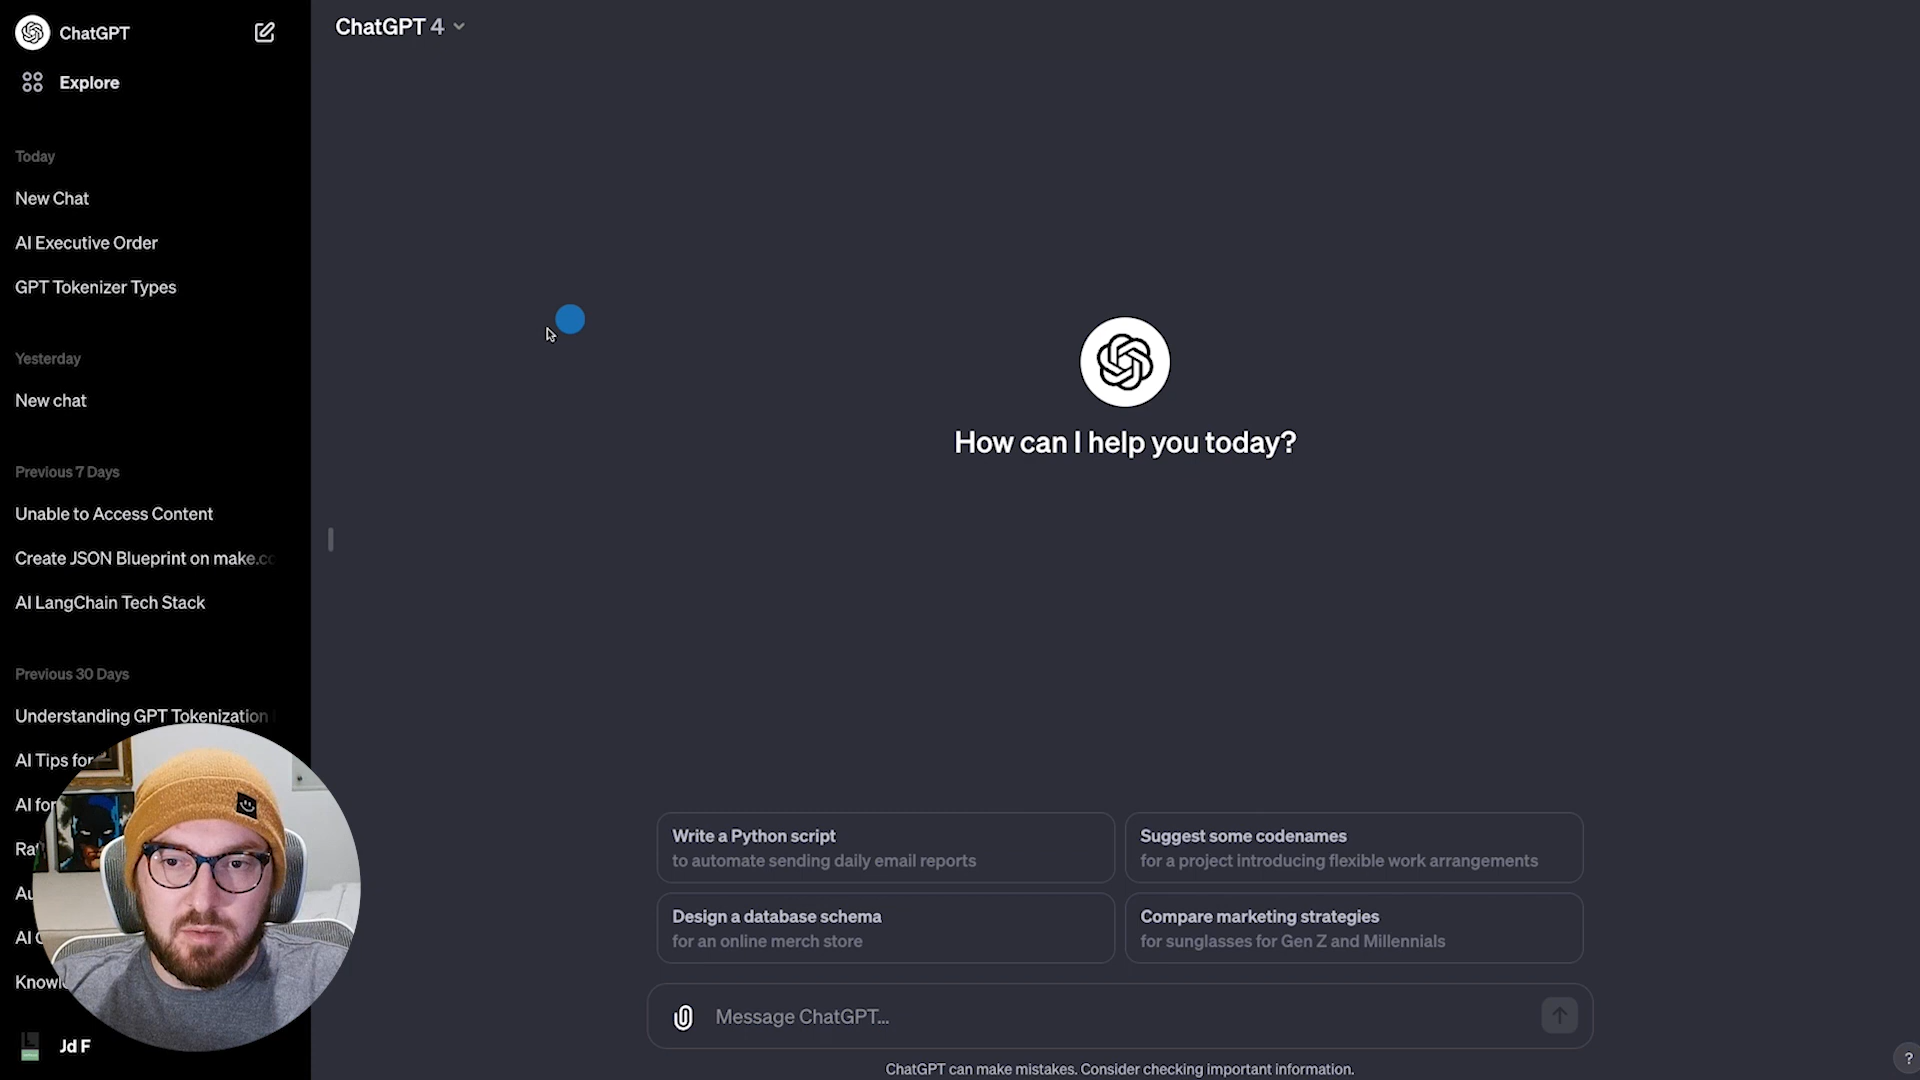 ChatGPT
Explore
Today
New Chat
AI Executive Order
GPT Tokenizer Types
Yesterday
New chat
Previous 7 Days
Unable to Access Content
Create JSON Blueprint on make.co
AI LangChain Tech Stack
Previous 30 Days
Understanding GPT Tokenization
AI Tips for
AI for
Jd F
ChatGPT 4
How can I help you today?
Write a Python script
to automate sending daily email reports
Suggest some codenames
for a project introducing flexible work arrangements
Design a database schema
for an online merch store
Compare marketing strategies
for sunglasses for Gen Z and Millennials
Message ChatGPT...
ChatGPT can make mistakes. Consider checking important information.
?